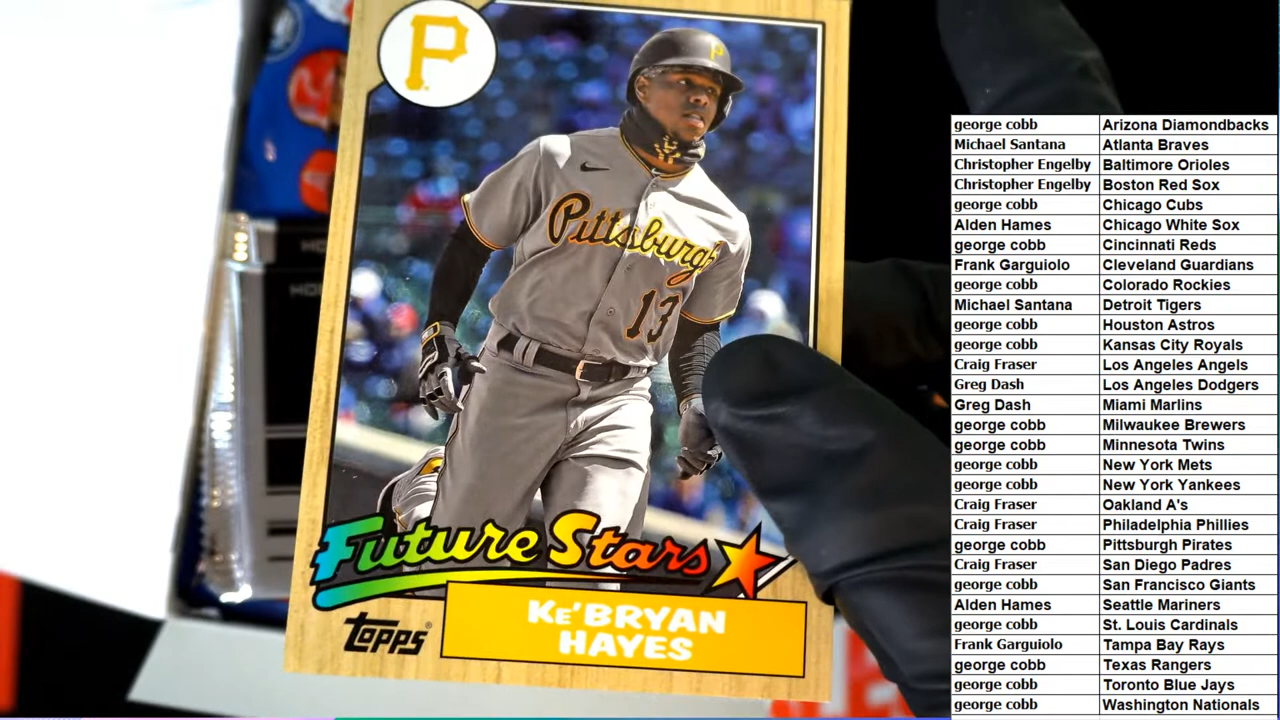 P
P
Pittsburgh
13
Future Stars
TOPPS
KE'BRYAN
HAYES
george cobb Arizona Diamondbacks
Michael Santana Atlanta Braves
Christopher Engelby Baltimore Orioles
Christopher Engelby Boston Red Sox
george cobb Chicago Cubs
Alden Hames Chicago White Sox
george cobb Cincinnati Reds
Frank Garguiolo Cleveland Guardians
george cobb Colorado Rockies
Michael Santana Detroit Tigers
george cobb Houston Astros
george cobb Kansas City Royals
Craig Fraser Los Angeles Angels
Greg Dash Los Angeles Dodgers
Greg Dash Miami Marlins
george cobb Milwaukee Brewers
george cobb Minnesota Twins
george cobb New York Mets
george cobb New York Yankees
Craig Fraser Oakland A's
Craig Fraser Philadelphia Phillies
george cobb Pittsburgh Pirates
Craig Fraser San Diego Padres
george cobb San Francisco Giants
Alden Hames Seattle Mariners
george cobb St. Louis Cardinals
Frank Garguiolo Tampa Bay Rays
george cobb Texas Rangers
george cobb Toronto Blue Jays
george cobb Washington Nationals